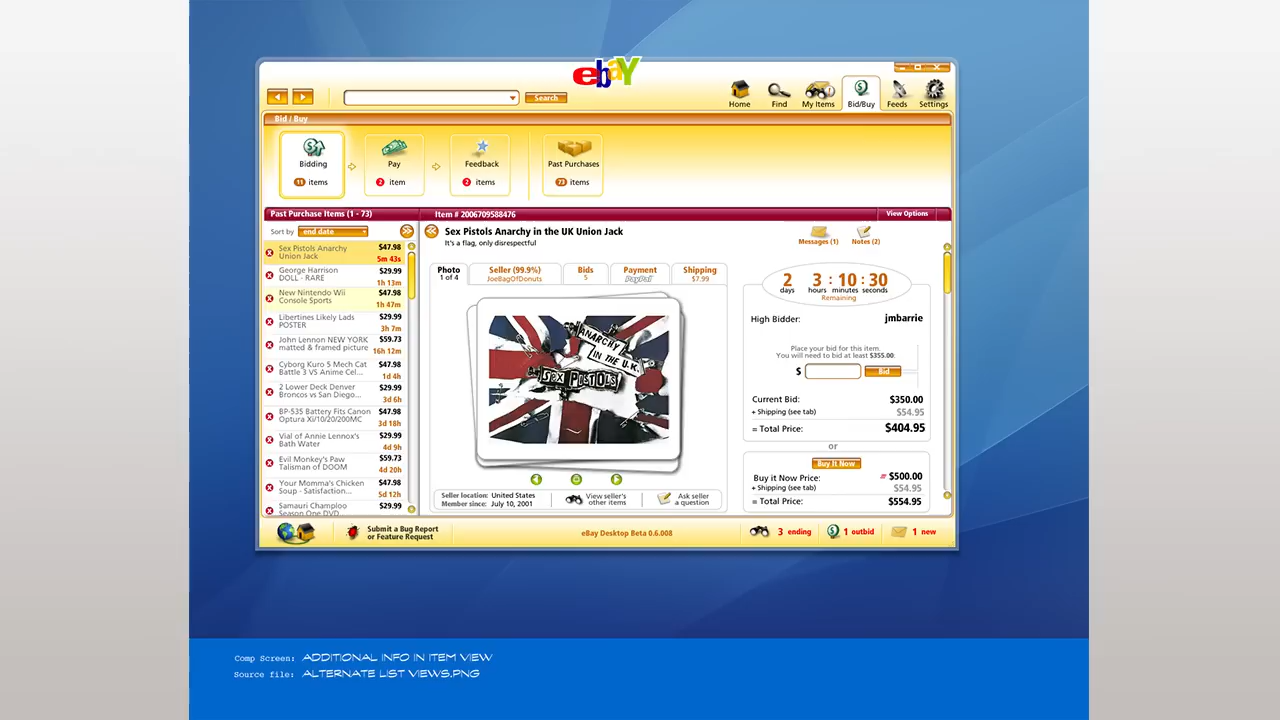 ebaY
Search
Home
Find
My Items
Bid/Buy
Feeds
Settings
Bid / Buy
Bidding
11 items
Pay
2 item
Feedback
2 items
Past Purchases
73 items
Past Purchase Items (1 - 73)
Item # 2006709588476
View Options
Sort by end date
Sex Pistols Anarchy $47.98
Union Jack 5m 43s
George Harrison $29.99
DOLL - RARE 1h 13m
New Nintendo Wii $47.98
Console Sports 1h 47m
Libertines Likely Lads $29.99
POSTER 3h 7m
John Lennon NEW YORK $59.73
matted & framed picture 16h 12m
Cyborg Kuro 5 Mech Cat $47.98
Battle 3 VS Anime Cel... 1d 4h
2 Lower Deck Denver $29.99
Broncos vs San Diego... 3d 6h
BP-535 Battery Fits Canon $47.98
Optura Xi/10/20/200MC 3d 18h
Vial of Annie Lennox's $29.99
Bath Water 4d 9h
Evil Monkey's Paw $59.73
Talisman of DOOM 4d 20h
Your Momma's Chicken $47.98
Soup - Satisfaction... 5d 12h
Samauri Champloo $29.99
Season One DVD
Sex Pistols Anarchy in the UK Union Jack
It's a flag, only disrespectful
Messages (1)
Notes (2)
Photo
1 of 4
Seller (99.9%)
JoeBagOfDonuts
Bids
5
Payment
PayPal
Shipping
$7.99
ANARCHY
IN THE U.K.
SEX PISTOLS
Seller location: United States
Member since: July 10, 2001
View seller's
other items
Ask seller
a question
2 3 : 10 : 30
days hours minutes seconds
Remaining
High Bidder: jmbarrie
Place your bid for this item.
You will need to bid at least $355.00.
$ Bid
Current Bid: $350.00
+ Shipping (see tab) $54.95
= Total Price: $404.95
or
Buy It Now
Buy it Now Price: $500.00
+ Shipping (see tab) $54.95
= Total Price: $554.95
Submit a Bug Report
or Feature Request
eBay Desktop Beta 0.6.008
3 ending
1 outbid
1 new
Comp Screen: ADDITIONAL INFO IN ITEM VIEW
Source file: ALTERNATE LIST VIEWS.PNG